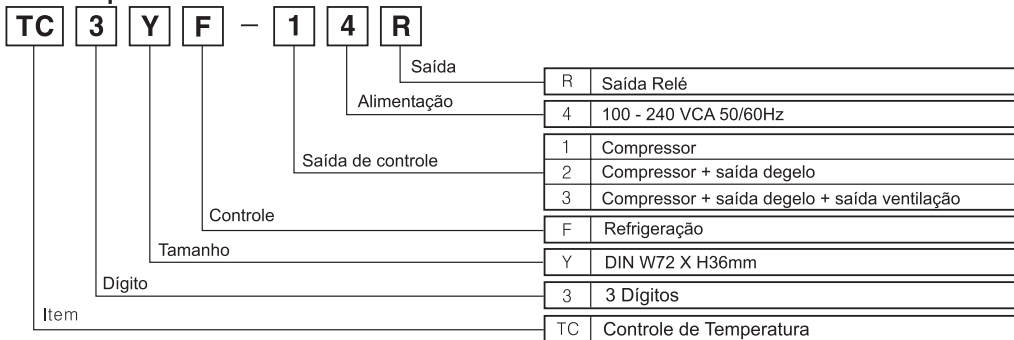 TC 3 Y F - 1 4 R
Saída
R Saída Relé
Alimentação
4 100 - 240 VCA 50/60Hz
Saída de controle
1 Compressor
2 Compressor + saída degelo
3 Compressor + saída degelo + saída ventilação
Controle
F Refrigeração
Tamanho
Y DIN W72 X H36mm
Dígito
3 3 Dígitos
Item
TC Controle de Temperatura